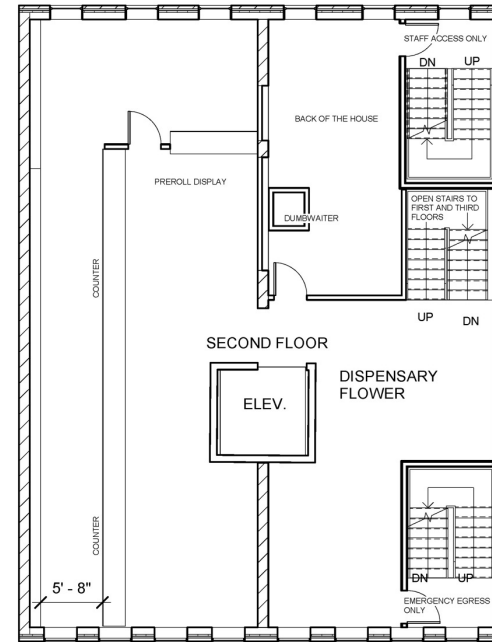 STAFF ACCESS ONLY
DN UP
BACK OF THE HOUSE
PREROLL DISPLAY
OPEN STAIRS TO
FIRST AND THIRD
FLOORS
DUMBWAITER
COUNTER
UP DN
SECOND FLOOR
DISPENSARY
FLOWER
ELEV.
COUNTER
5' - 8"
DN UP
EMERGENCY EGRESS
ONLY